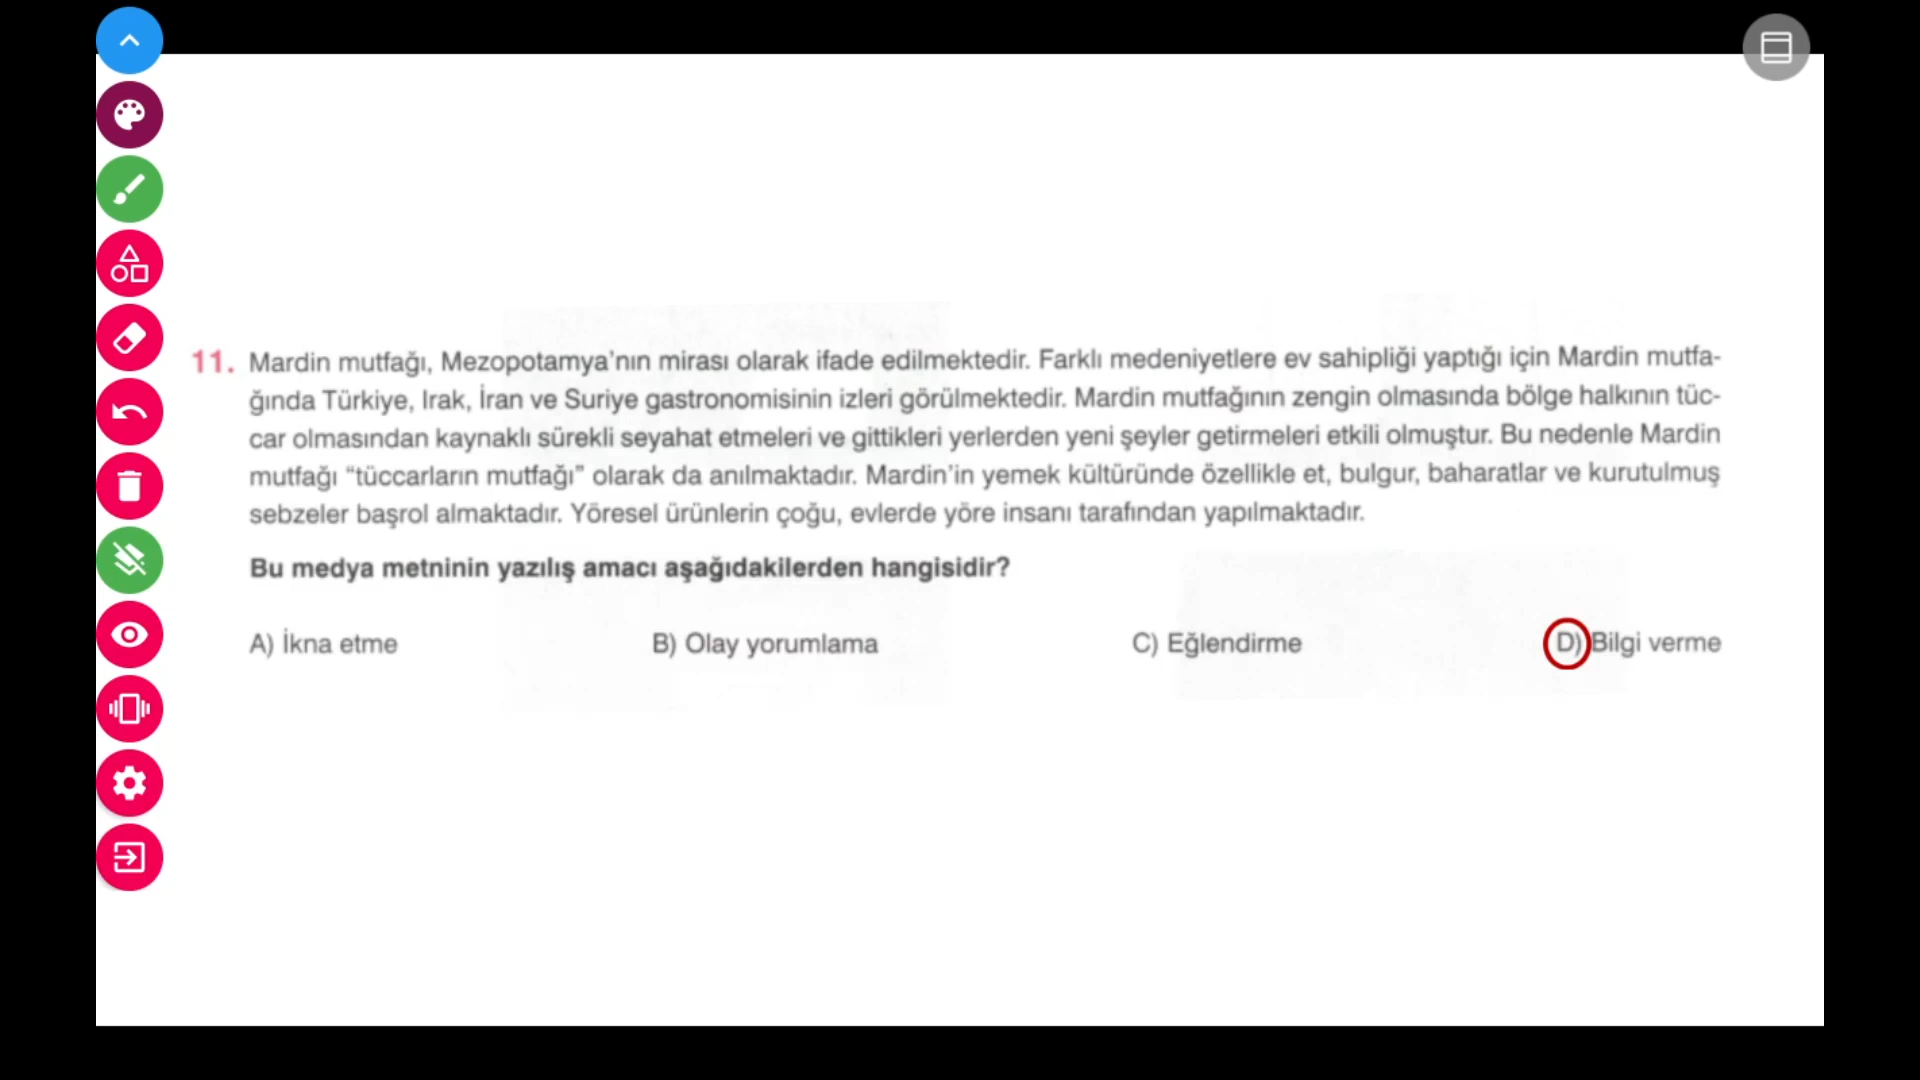 11. Mardin mutfağı, Mezopotamya’nın mirası olarak ifade edilmektedir. Farklı medeniyetlere ev sahipliği yaptığı için Mardin mutfa-
ğında Türkiye, Irak, İran ve Suriye gastronomisinin izleri görülmektedir. Mardin mutfağının zengin olmasında bölge halkının tüc-
car olmasından kaynaklı sürekli seyahat etmeleri ve gittikleri yerlerden yeni şeyler getirmeleri etkili olmuştur. Bu nedenle Mardin
mutfağı “tüccarların mutfağı” olarak da anılmaktadır. Mardin’in yemek kültüründe özellikle et, bulgur, baharatlar ve kurutulmuş
sebzeler başrol almaktadır. Yöresel ürünlerin çoğu, evlerde yöre insanı tarafından yapılmaktadır.
Bu medya metninin yazılış amacı aşağıdakilerden hangisidir?
A) İkna etme B) Olay yorumlama C) Eğlendirme D) Bilgi verme